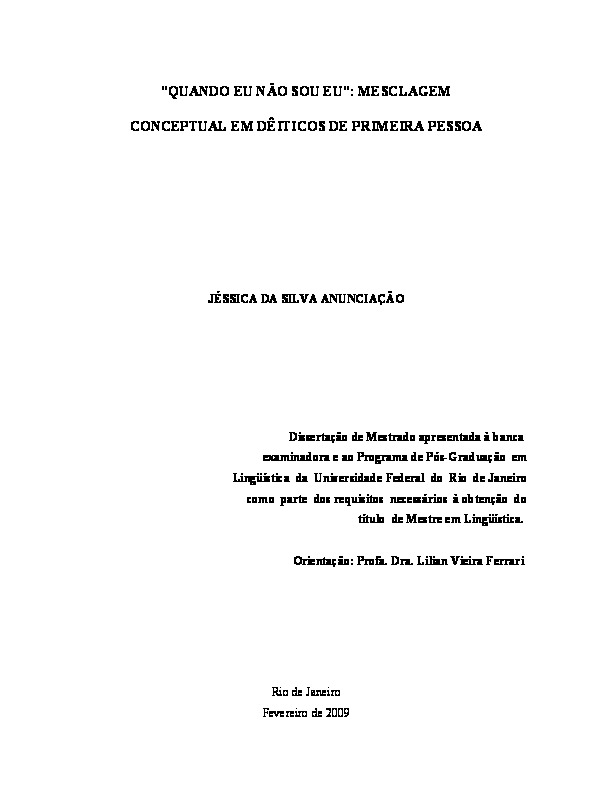 "QUANDO EU NÃO SOU EU": MESCLAGEM
CONCEPTUAL EM DÊITICOS DE PRIMEIRA PESSOA
JÉSSICA DA SILVA ANUNCIAÇÃO
Dissertação de Mestrado apresentada à banca
examinadora e ao Programa de Pós-Graduação em
Lingüística da Universidade Federal do Rio de Janeiro
como parte dos requisitos necessários à obtenção do
título de Mestre em Lingüística.
Orientação: Profa. Dra. Lilian Vieira Ferrari
Rio de Janeiro
Fevereiro de 2009